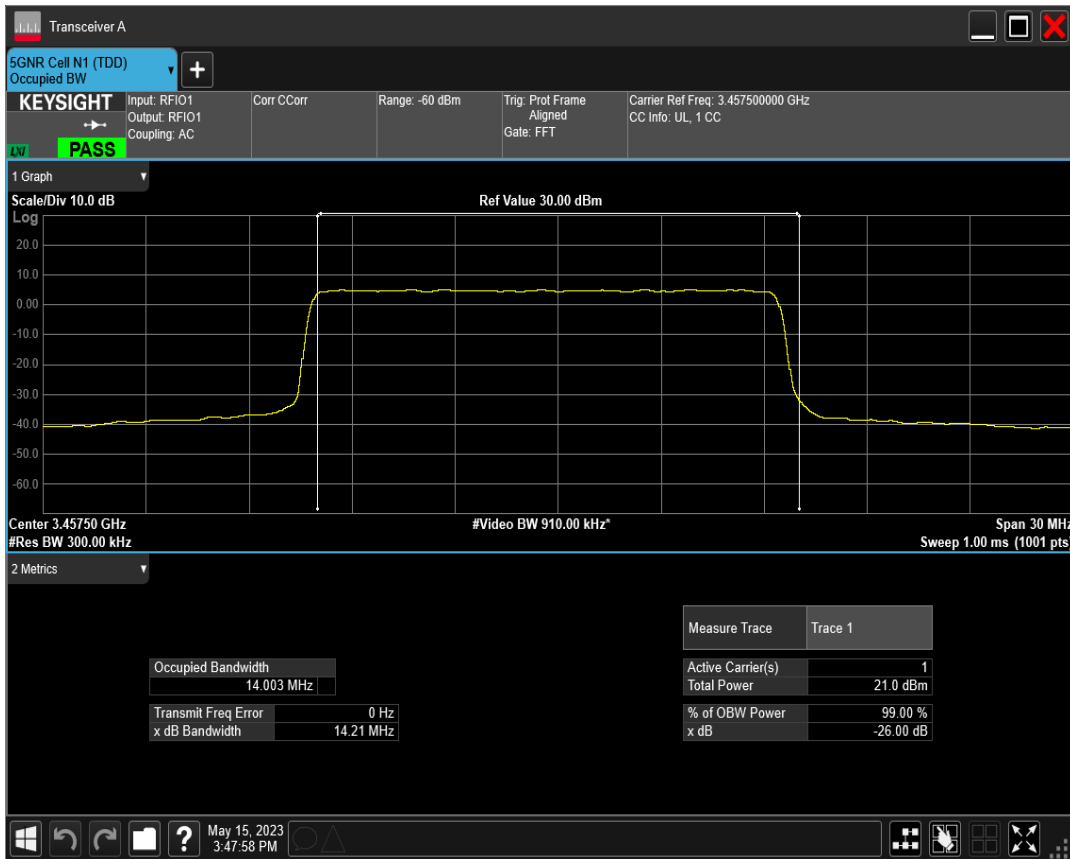 Transceiver A
5GNR Cell N1 (TDD)
Occupied BW
+
KEYSIGHT
LXI
PASS
Input: RFIO1
Output: RFIO1
Coupling: AC
Corr CCorr
Range: -60 dBm
Trig: Prot Frame
Aligned
Gate: FFT
Carrier Ref Freq: 3.457500000 GHz
CC Info: UL, 1 CC
1 Graph
Scale/Div 10.0 dB
Ref Value 30.00 dBm
Log
20.0
10.0
0.00
-10.0
-20.0
-30.0
-40.0
-50.0
-60.0
Center 3.45750 GHz
#Video BW 910.00 kHz*
Span 30 MHz
#Res BW 300.00 kHz
Sweep 1.00 ms (1001 pts)
2 Metrics
Measure Trace Trace 1
Occupied Bandwidth
14.003 MHz
Active Carrier(s) 1
Total Power 21.0 dBm
Transmit Freq Error 0 Hz
x dB Bandwidth 14.21 MHz
% of OBW Power 99.00 %
x dB -26.00 dB
?
May 15, 2023
3:47:58 PM